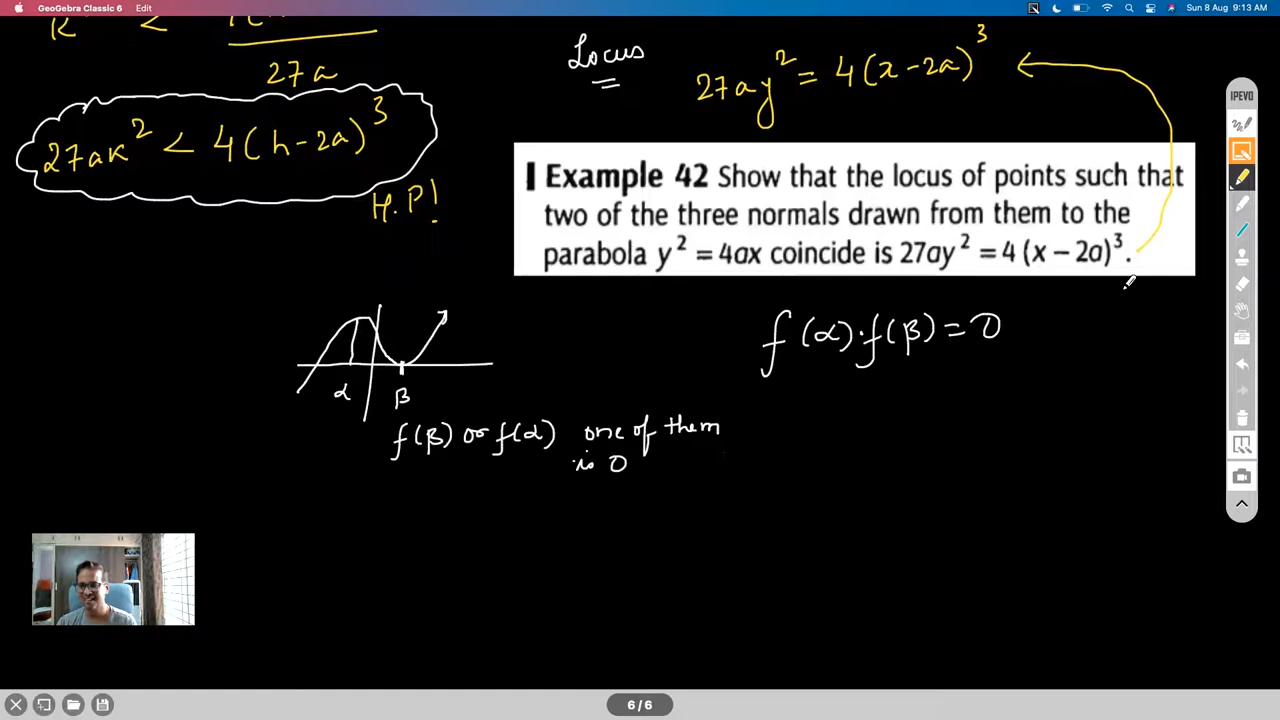 GeoGebra Classic 6 Edit
Sun 8 Aug 9:13 AM
27a
27ak² < 4(h-2a)³
H.P!
Locus
27ay² = 4(x-2a)³
IPEVO
Example 42 Show that the locus of points such that
two of the three normals drawn from them to the
parabola y² = 4ax coincide is 27ay² = 4 (x − 2a)³.
α
β
f(β) or f(α) one of them
is 0
f(α).f(β) = 0
6 / 6